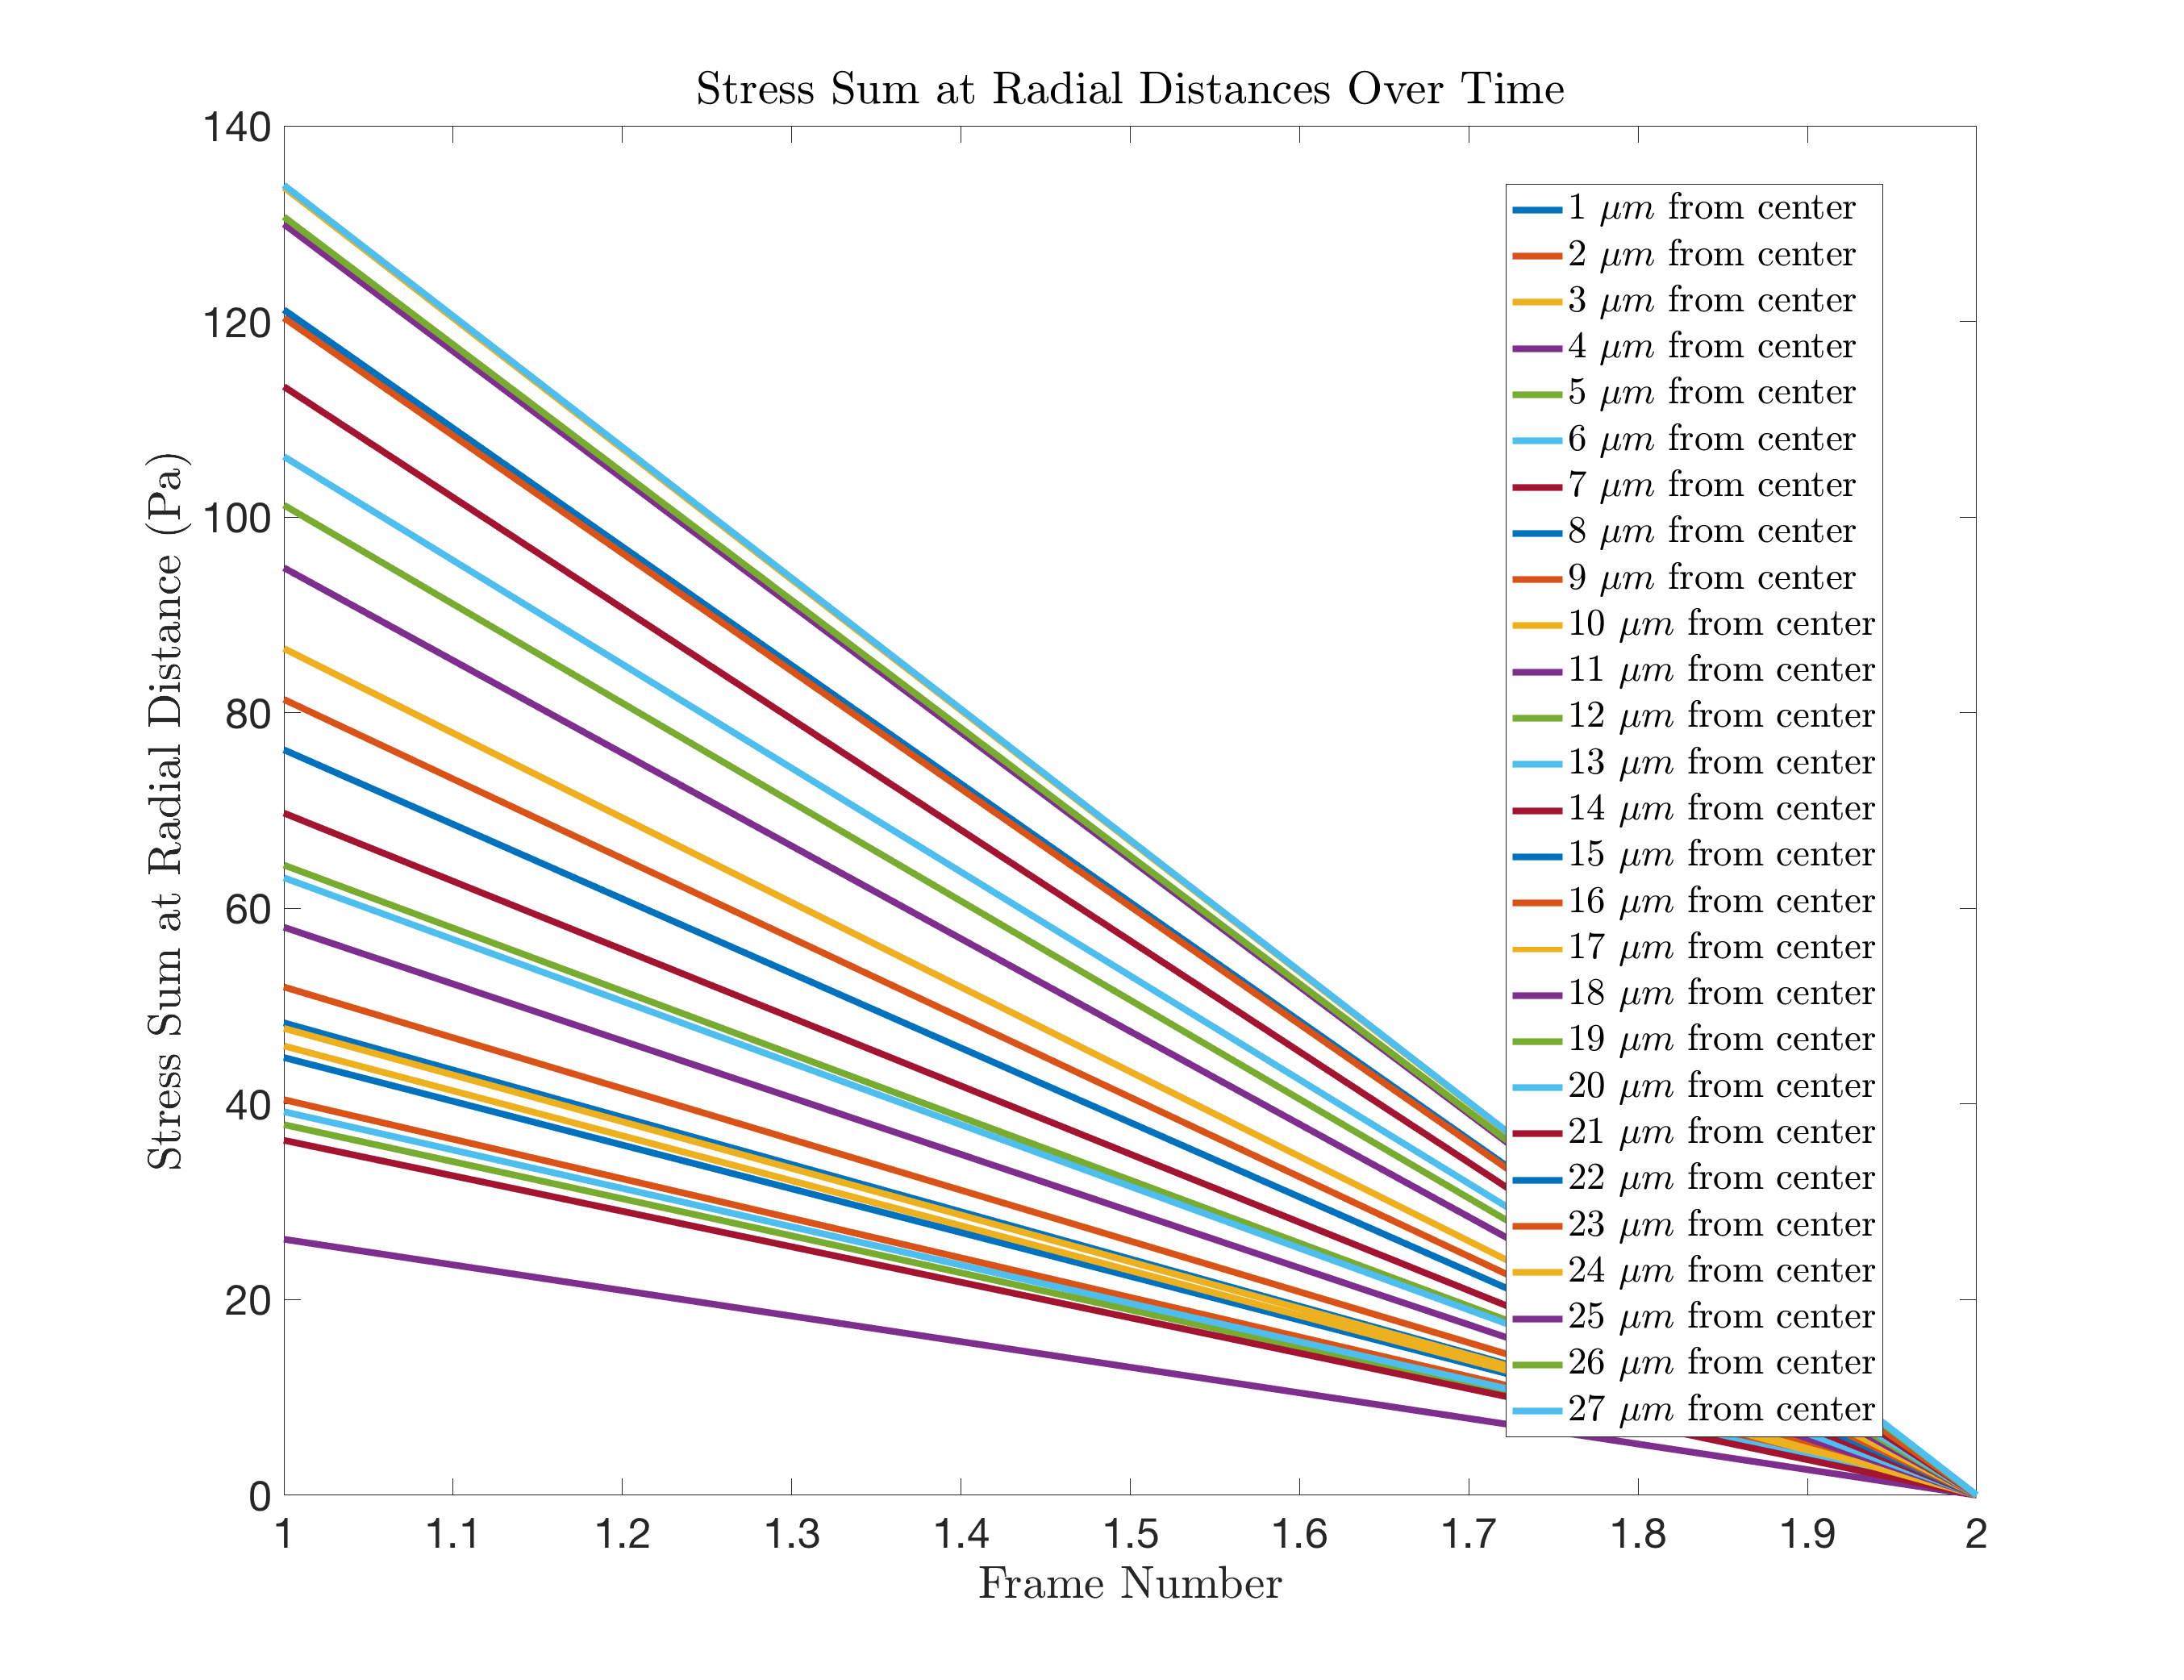 Stress Sum at Radial Distances Over Time
Stress Sum at Radial Distance (Pa)
140
120
100
80
60
40
20
0
1 μm from center
2 μm from center
3 μm from center
4 μm from center
5 μm from center
6 μm from center
7 μm from center
8 μm from center
9 μm from center
10 μm from center
11 μm from center
12 μm from center
13 μm from center
14 μm from center
15 μm from center
16 μm from center
17 μm from center
18 μm from center
19 μm from center
20 μm from center
21 μm from center
22 μm from center
23 μm from center
24 μm from center
25 μm from center
26 μm from center
27 μm from center
1 1.1 1.2 1.3 1.4 1.5 1.6 1.7 1.8 1.9 2
Frame Number